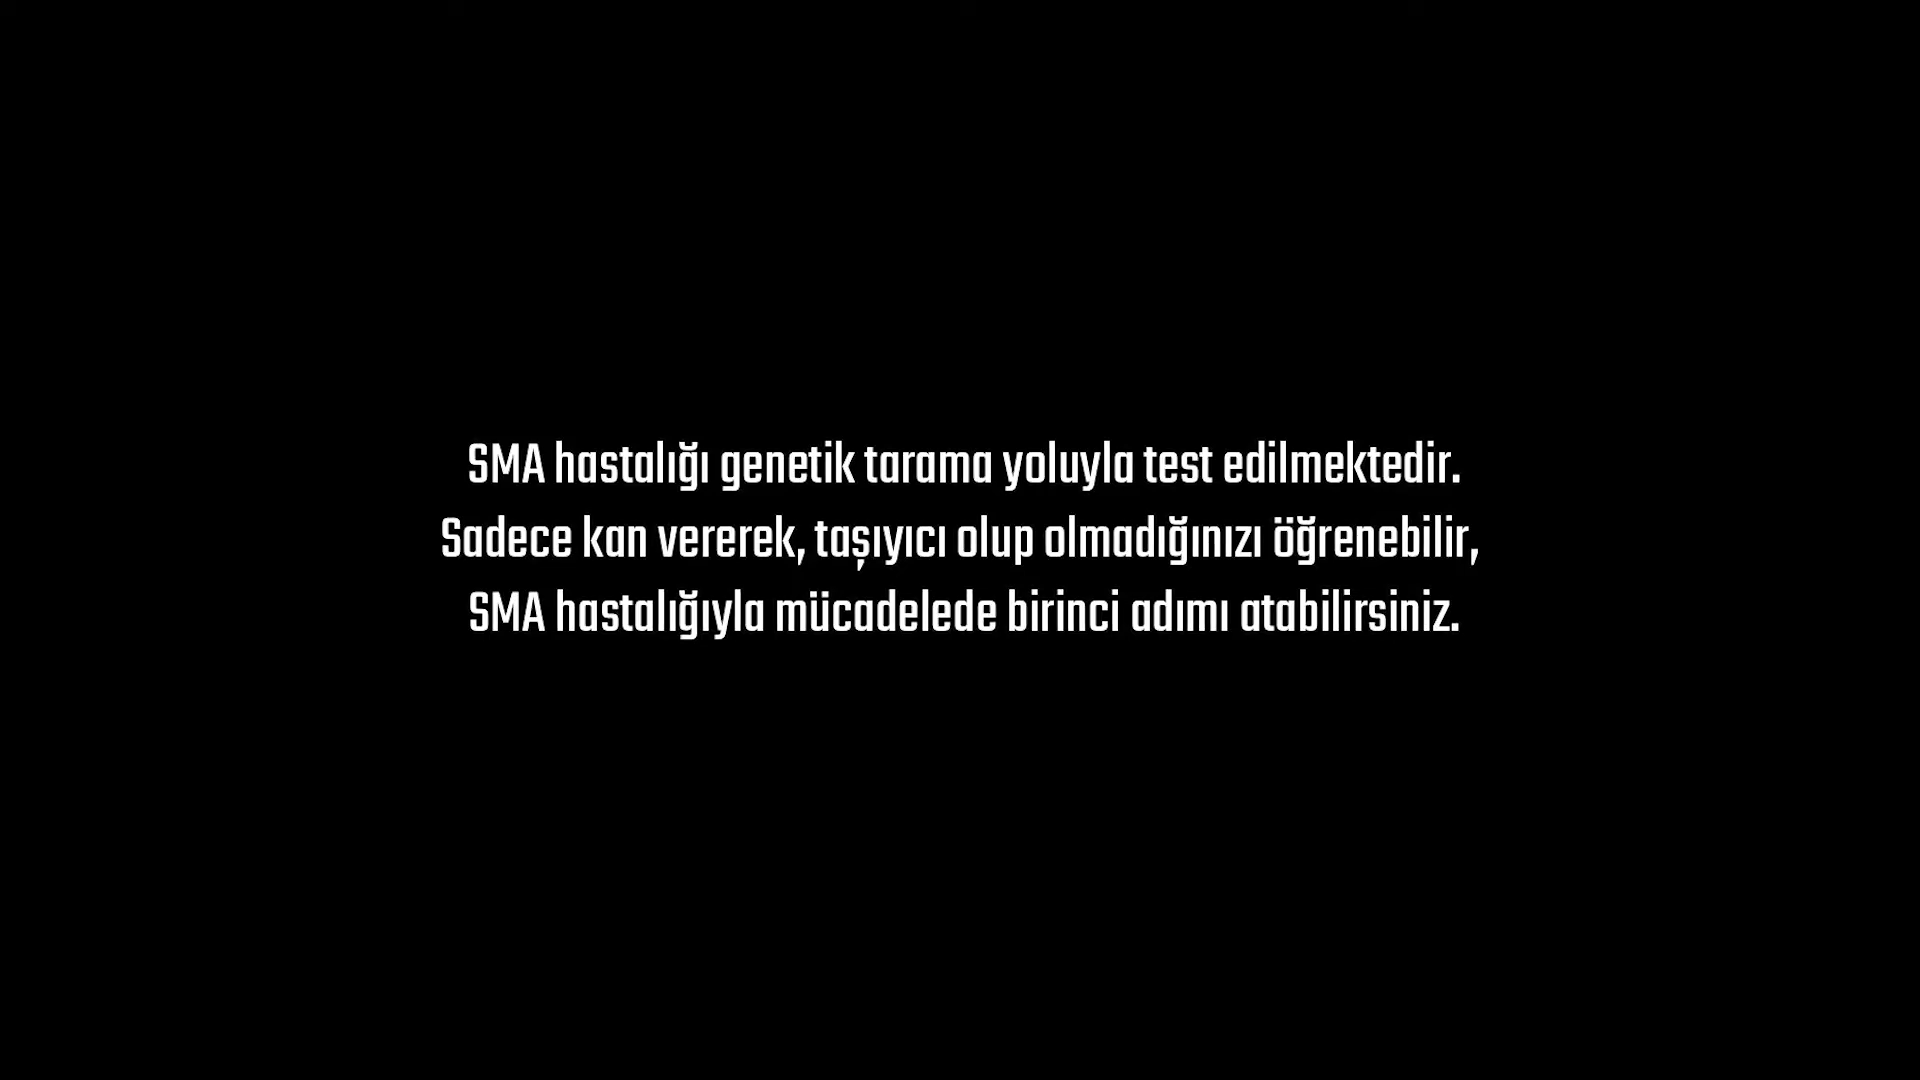 SMA hastalığı genetik tarama yoluyla test edilmektedir.
Sadece kan vererek, taşıyıcı olup olmadığınızı öğrenebilir,
SMA hastalığıyla mücadelede birinci adımı atabilirsiniz.